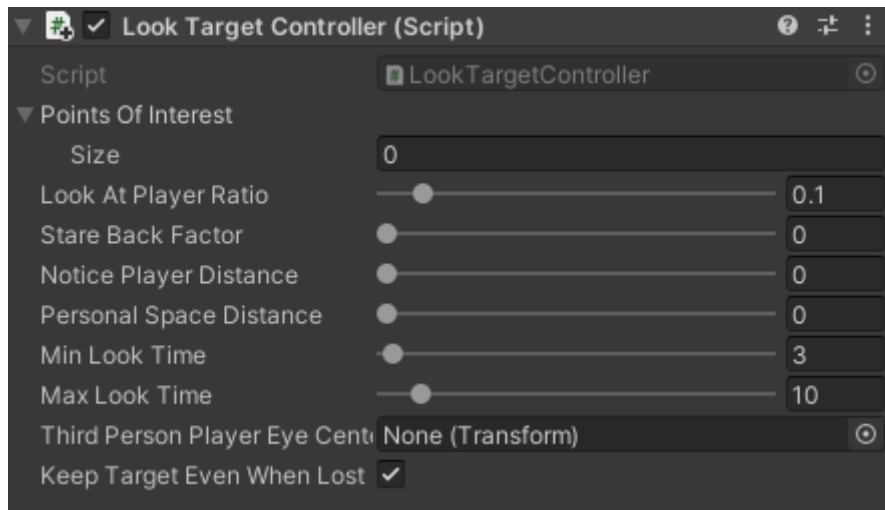 Look Target Controller (Script)
Script LookTargetController
Points Of Interest
Size 0
Look At Player Ratio 0.1
Stare Back Factor 0
Notice Player Distance 0
Personal Space Distance 0
Min Look Time 3
Max Look Time 10
Third Person Player Eye Cent None (Transform)
Keep Target Even When Lost